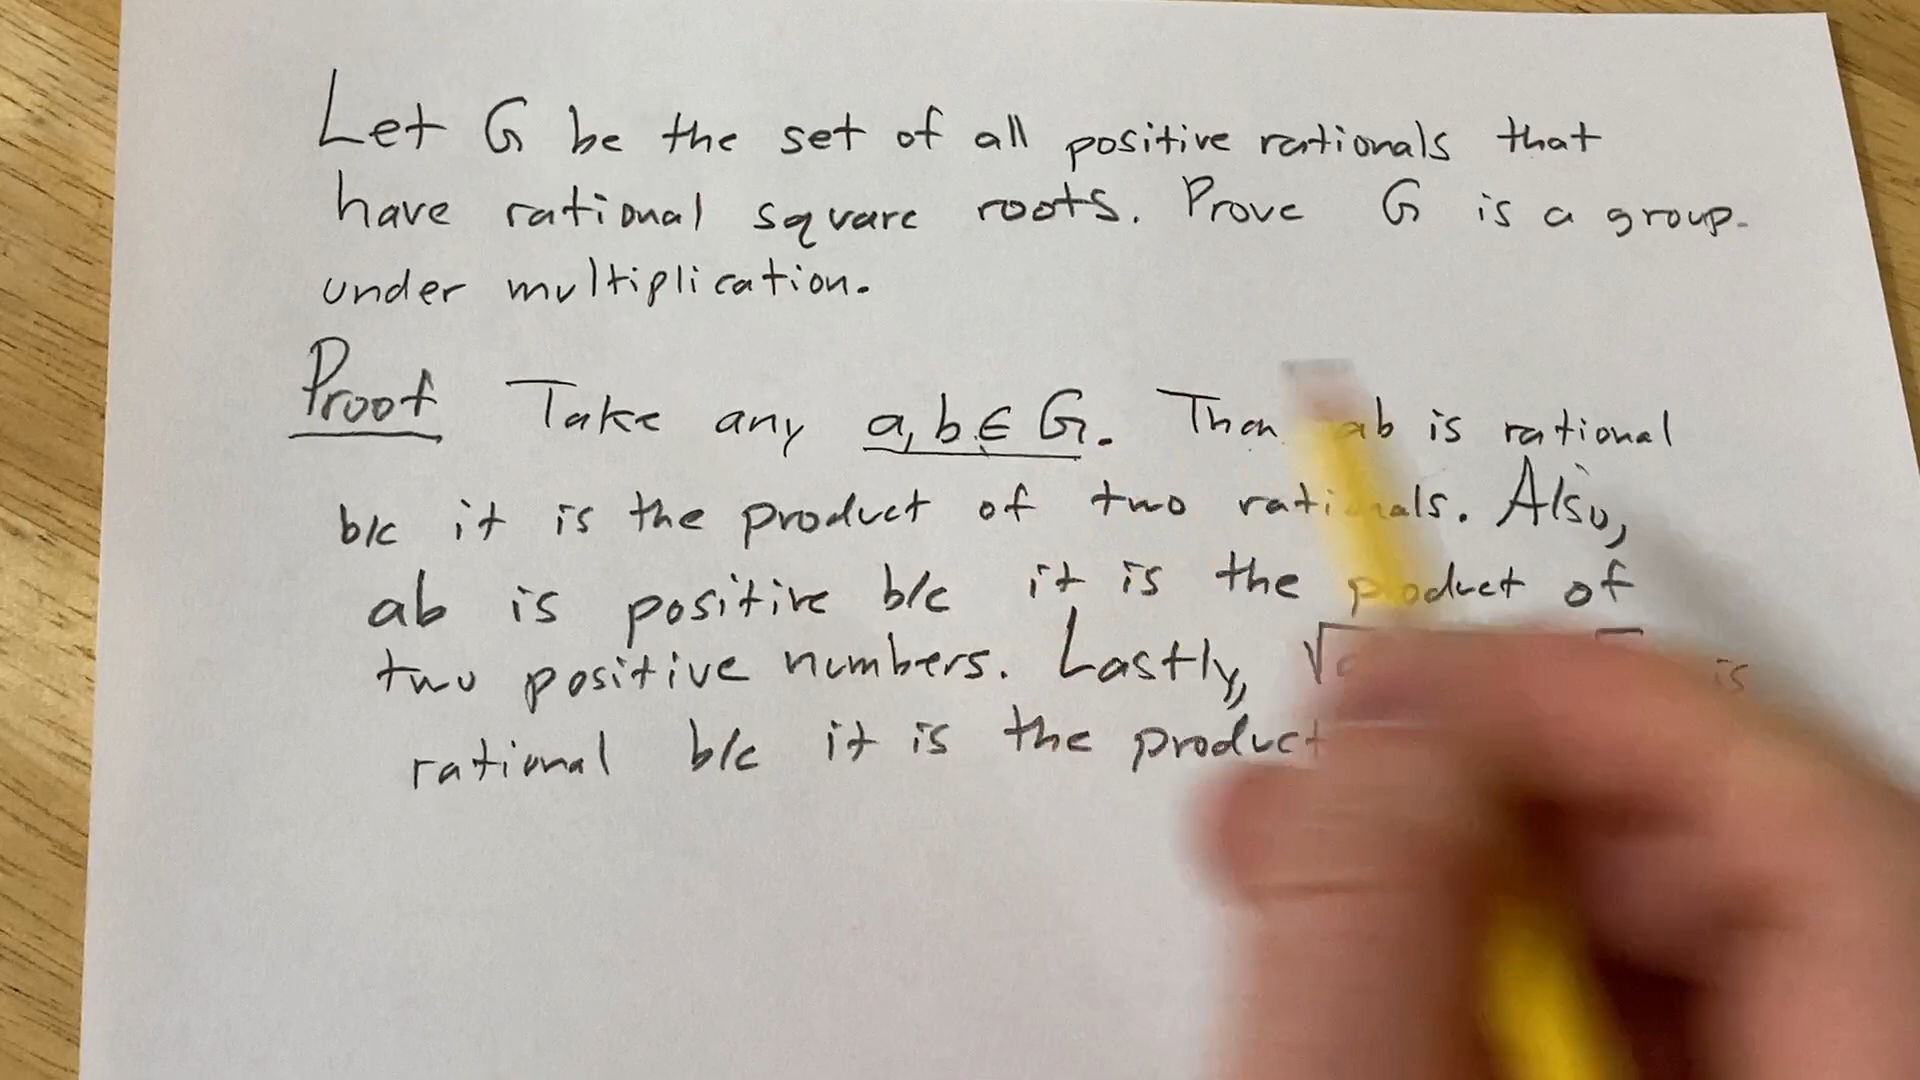 Let G be the set of all positive rationals that
have rational square roots. Prove G is a group
under multiplication.
Proof Take any a, b ∈ G. Then ab is rational
b/c it is the product of two rationals. Also,
ab is positive b/c it is the product of
two positive numbers. Lastly, is
rational b/c it is the product